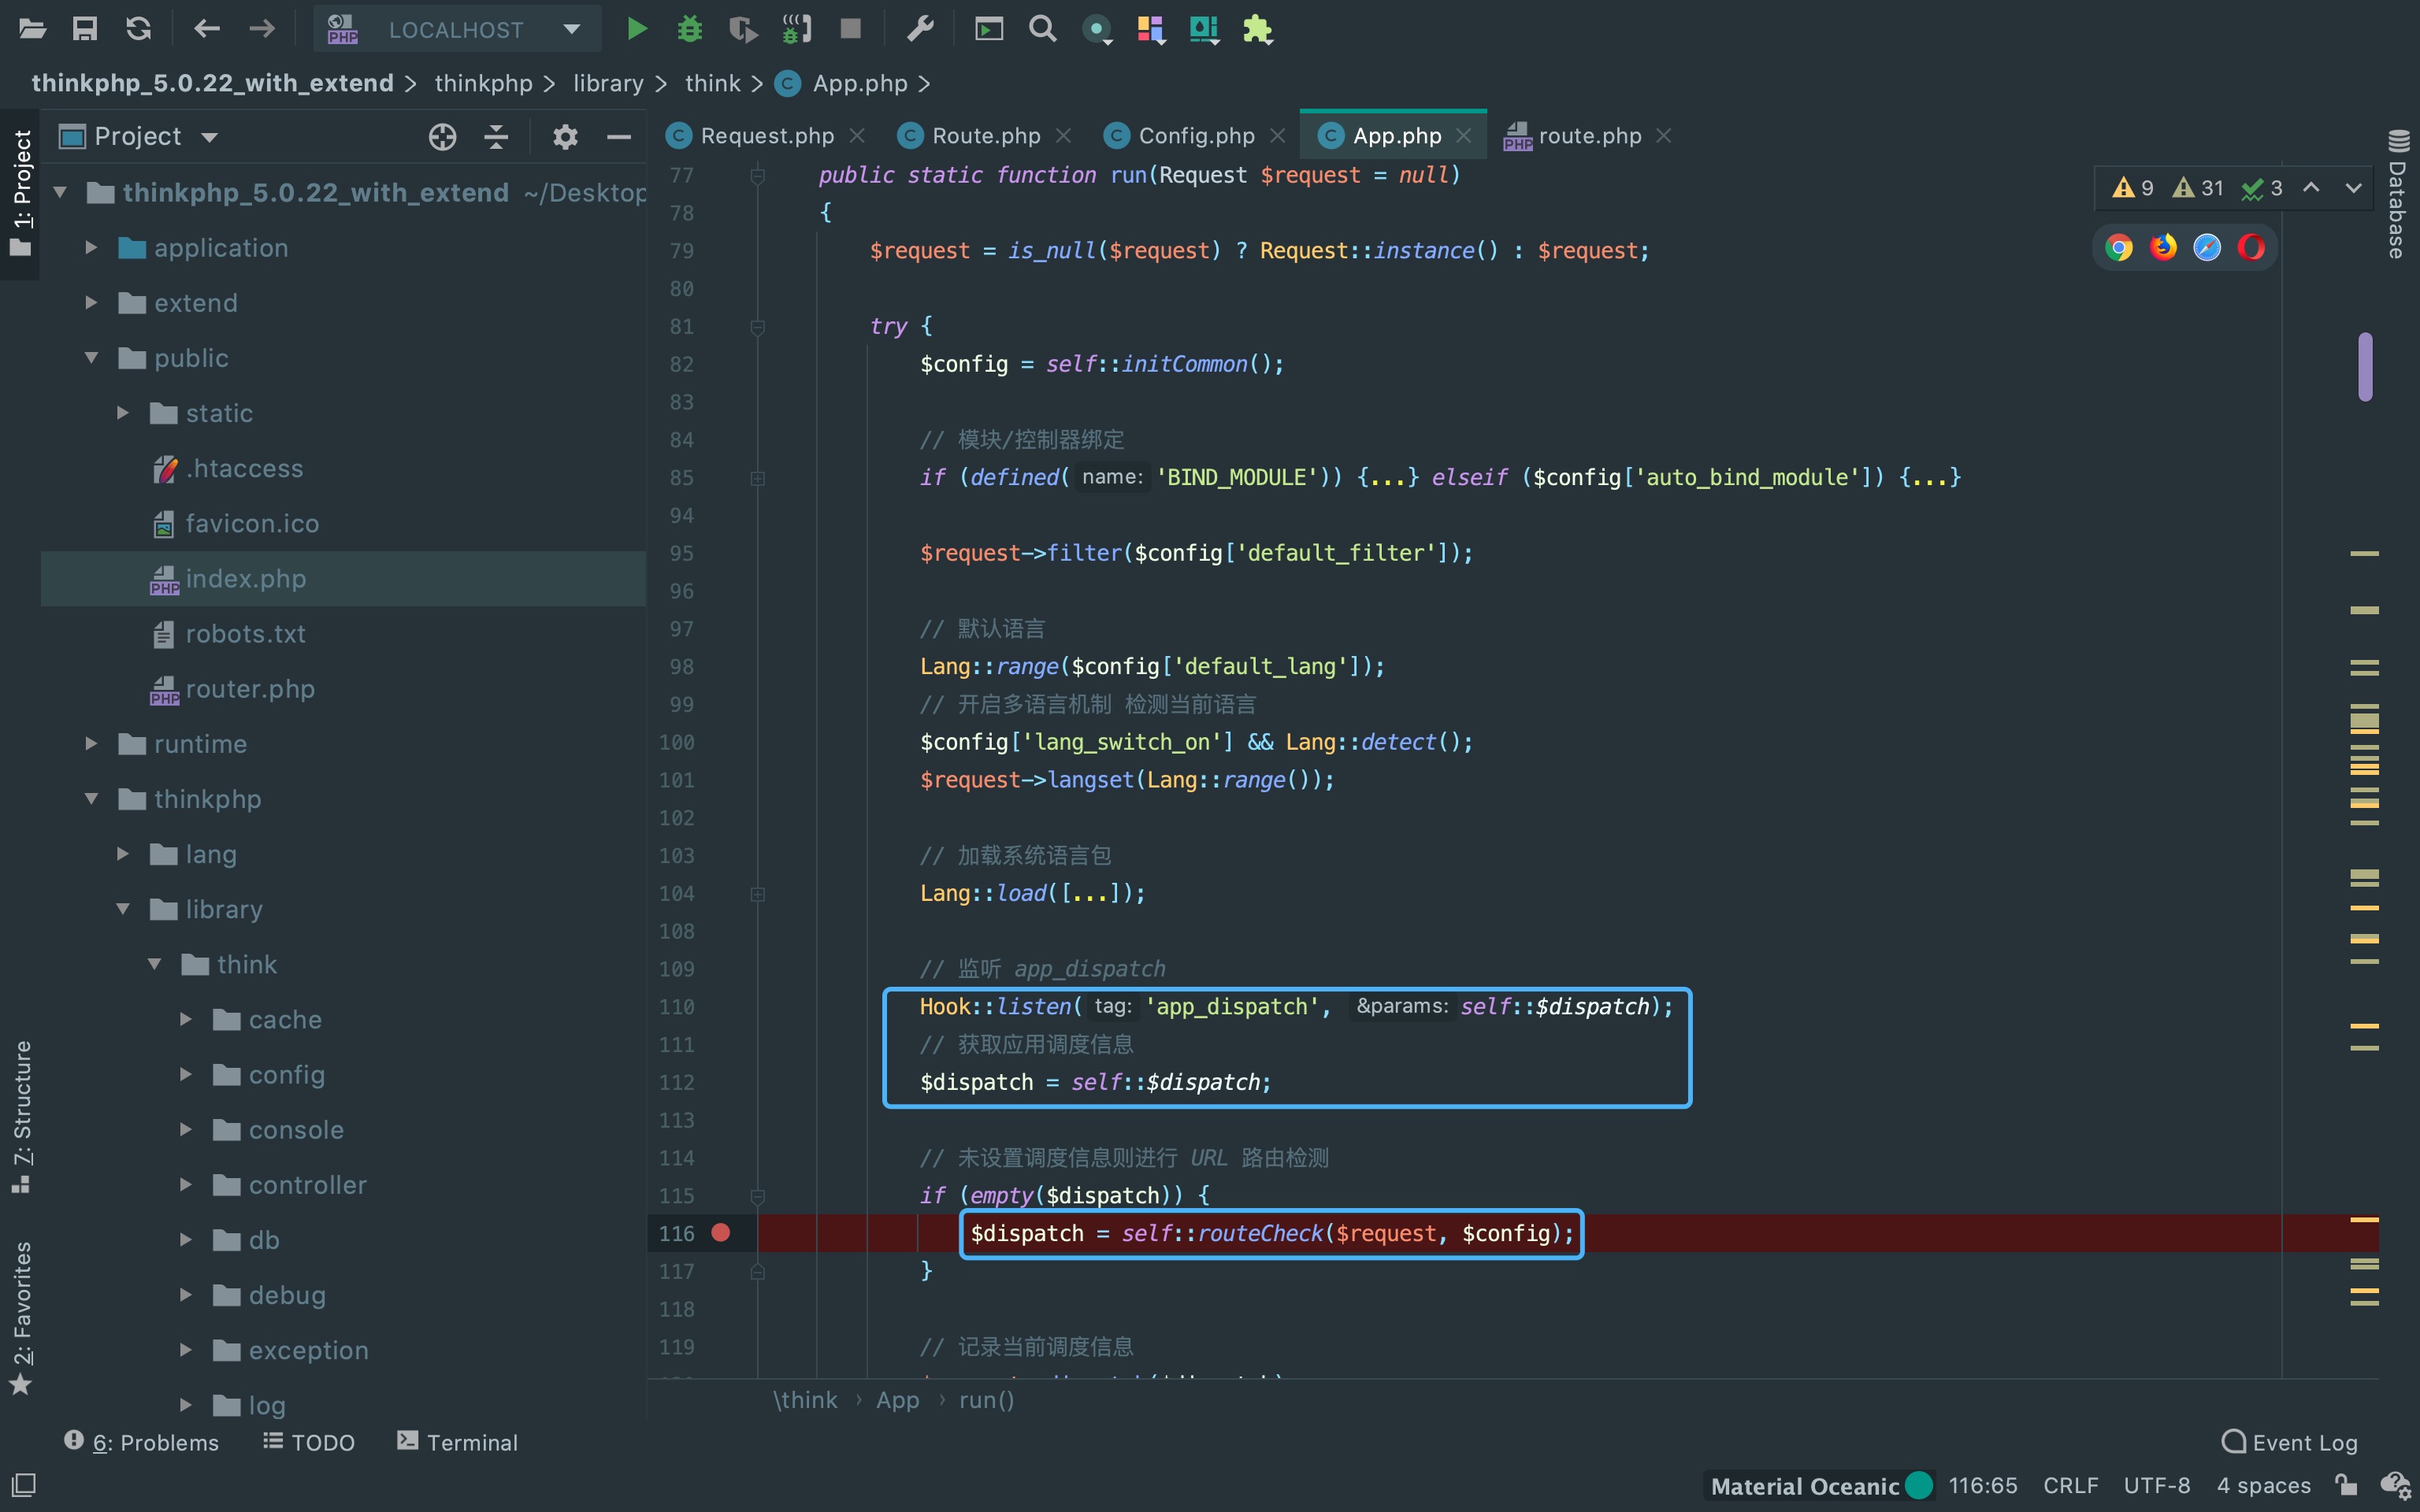 PHP LOCALHOST
thinkphp_5.0.22_with_extend > thinkphp > library > think > C App.php >
1: Project
Project
C Request.php
C Route.php
C Config.php
C App.php
PHP route.php
Database
thinkphp_5.0.22_with_extend ~/Desktop
application
extend
public
static
.htaccess
favicon.ico
PHP index.php
robots.txt
PHP router.php
runtime
thinkphp
lang
library
think
cache
config
console
controller
db
debug
exception
log
7: Structure
2: Favorites
9 31 3
77 public static function run(Request $request = null)
78 {
79 $request = is_null($request) ? Request::instance() : $request;
80
81 try {
82 $config = self::initCommon();
83
84 // 模块/控制器绑定
85 if (defined( name: 'BIND_MODULE')) {...} elseif ($config['auto_bind_module']) {...}
94
95 $request->filter($config['default_filter']);
96
97 // 默认语言
98 Lang::range($config['default_lang']);
99 // 开启多语言机制 检测当前语言
100 $config['lang_switch_on'] && Lang::detect();
101 $request->langset(Lang::range());
102
103 // 加载系统语言包
104 Lang::load([...]);
108
109 // 监听 app_dispatch
110 Hook::listen( tag: 'app_dispatch', &params: self::$dispatch);
111 // 获取应用调度信息
112 $dispatch = self::$dispatch;
113
114 // 未设置调度信息则进行 URL 路由检测
115 if (empty($dispatch)) {
116 $dispatch = self::routeCheck($request, $config);
117 }
118
119 // 记录当前调度信息
\think › App › run()
6: Problems TODO Terminal Event Log
Material Oceanic 116:65 CRLF UTF-8 4 spaces